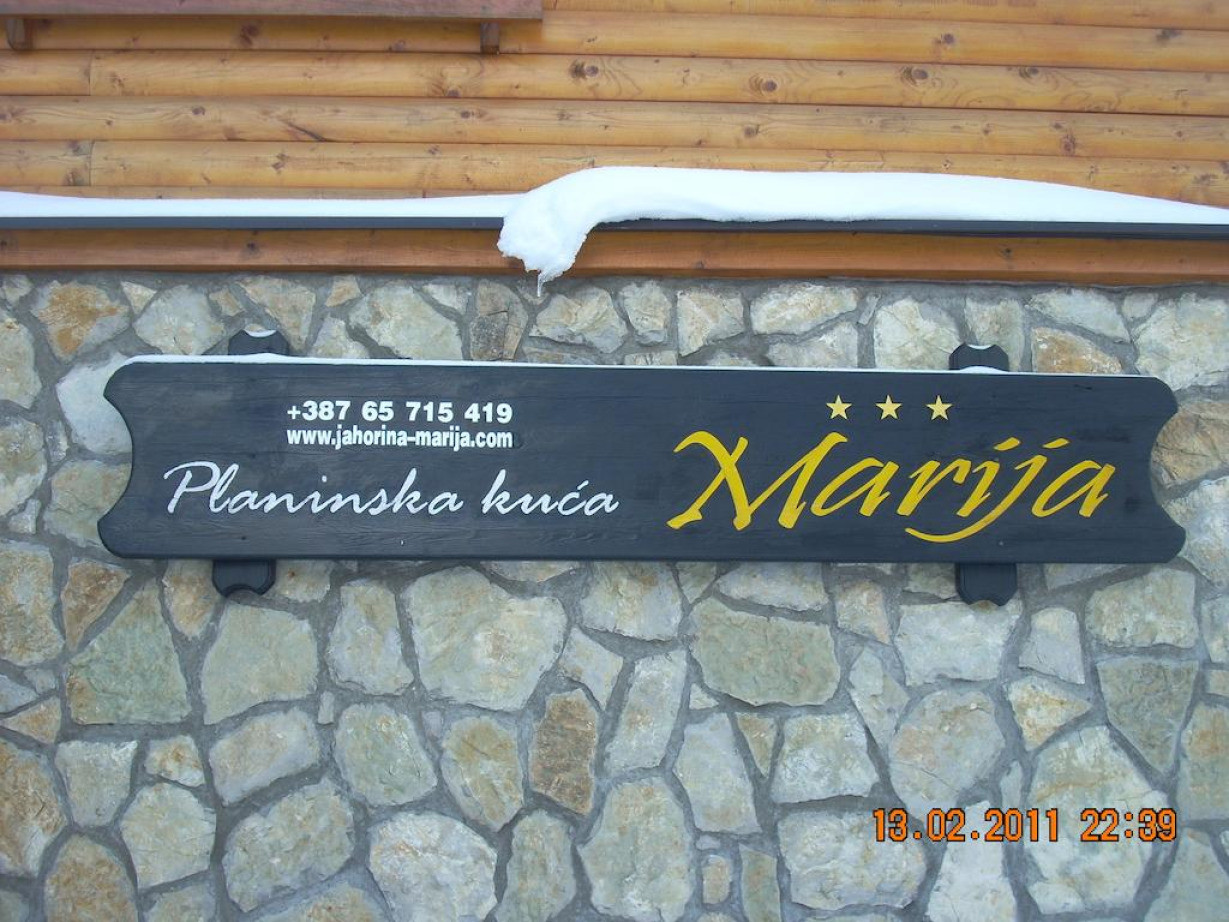 +387 65 715 419
www.jahorina-marija.com
Planinska kuća
Marija
13.02.2011 22:39